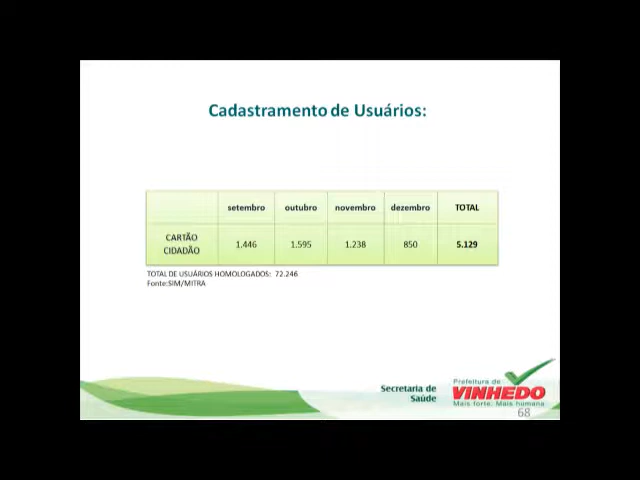 Cadastramento de Usuários:
setembro outubro novembro dezembro TOTAL
CARTÃO CIDADÃO 1.446 1.595 1.238 850 5.129
TOTAL DE USUÁRIOS HOMOLOGADOS: 72.246
Fonte:SIM/MITRA
Secretaria de
Saúde
Prefeitura de
VINHEDO
Mais forte. Mais humana
68